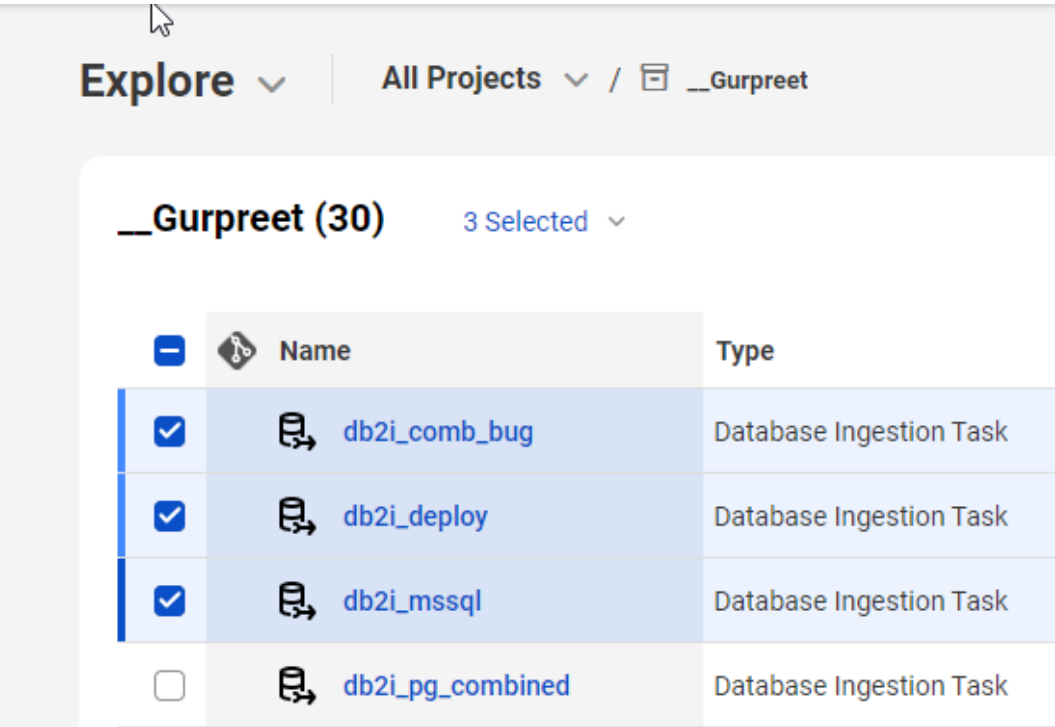 Explore All Projects / __Gurpreet
__Gurpreet (30) 3 Selected
Name Type
db2i_comb_bug Database Ingestion Task
db2i_deploy Database Ingestion Task
db2i_mssql Database Ingestion Task
db2i_pg_combined Database Ingestion Task